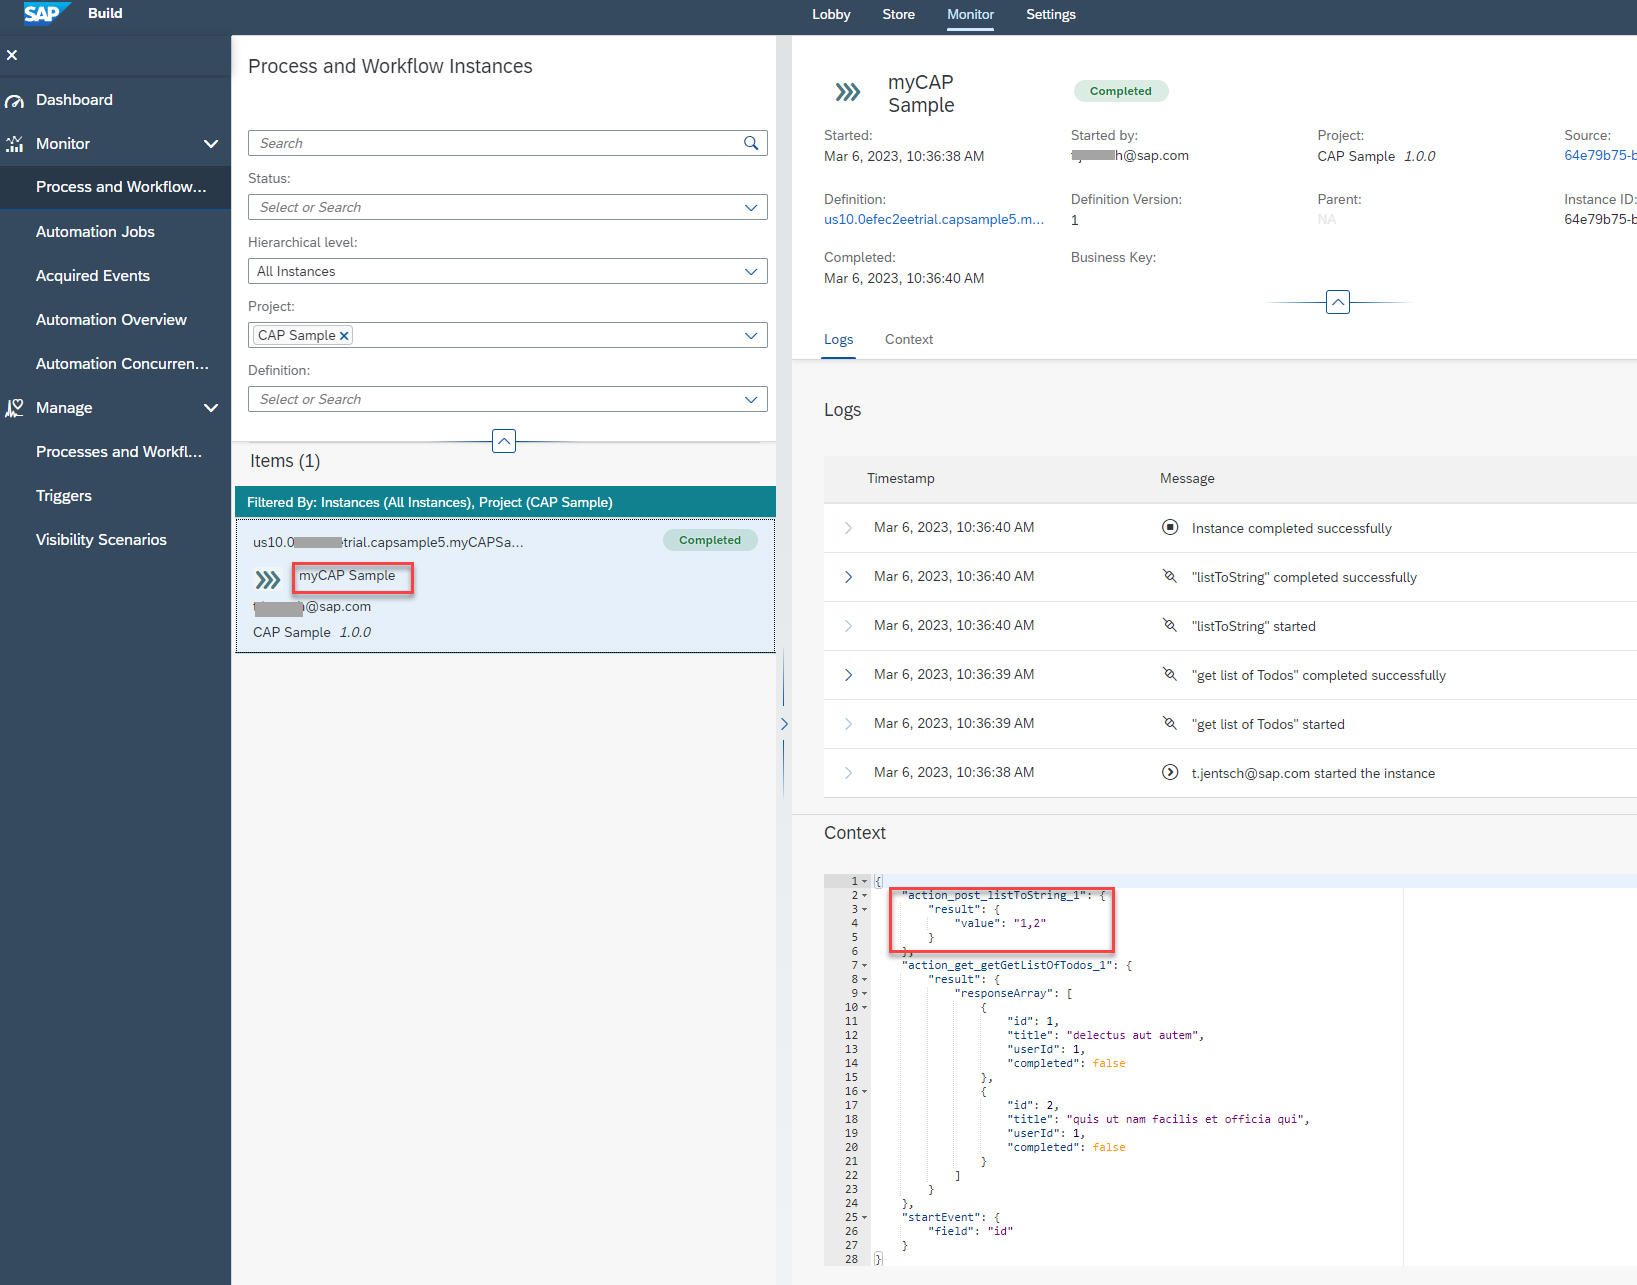 SAP Build
Lobby Store Monitor Settings
Dashboard
Monitor
Process and Workflow...
Automation Jobs
Acquired Events
Automation Overview
Automation Concurren...
Manage
Processes and Workfl...
Triggers
Visibility Scenarios
Process and Workflow Instances
Search
Status:
Select or Search
Hierarchical level:
All Instances
Project:
CAP Sample
Definition:
Select or Search
Items (1)
Filtered By: Instances (All Instances), Project (CAP Sample)
us10.0 trial.capsample5.myCAPSa...
Completed
myCAP Sample
@sap.com
CAP Sample 1.0.0
myCAP
Sample
Completed
Started:
Mar 6, 2023, 10:36:38 AM
Started by:
h@sap.com
Project:
CAP Sample 1.0.0
Source:
64e79b75-b
Definition:
us10.0efec2eetrial.capsample5.m...
Definition Version:
1
Parent:
NA
Instance ID:
64e79b75-b
Completed:
Mar 6, 2023, 10:36:40 AM
Business Key:
Logs Context
Logs
Timestamp Message
Mar 6, 2023, 10:36:40 AM Instance completed successfully
Mar 6, 2023, 10:36:40 AM "listToString" completed successfully
Mar 6, 2023, 10:36:40 AM "listToString" started
Mar 6, 2023, 10:36:39 AM "get list of Todos" completed successfully
Mar 6, 2023, 10:36:39 AM "get list of Todos" started
Mar 6, 2023, 10:36:38 AM t.jentsch@sap.com started the instance
Context
1 {
2 "action_post_listToString_1": {
3 "result": {
4 "value": "1,2"
5 }
6 },
7 "action_get_getGetListOfTodos_1": {
8 "result": {
9 "responseArray": [
10 {
11 "id": 1,
12 "title": "delectus aut autem",
13 "userId": 1,
14 "completed": false
15 },
16 {
17 "id": 2,
18 "title": "quis ut nam facilis et officia qui",
19 "userId": 1,
20 "completed": false
21 }
22 ]
23 }
24 },
25 "startEvent": {
26 "field": "id"
27 }
28 }